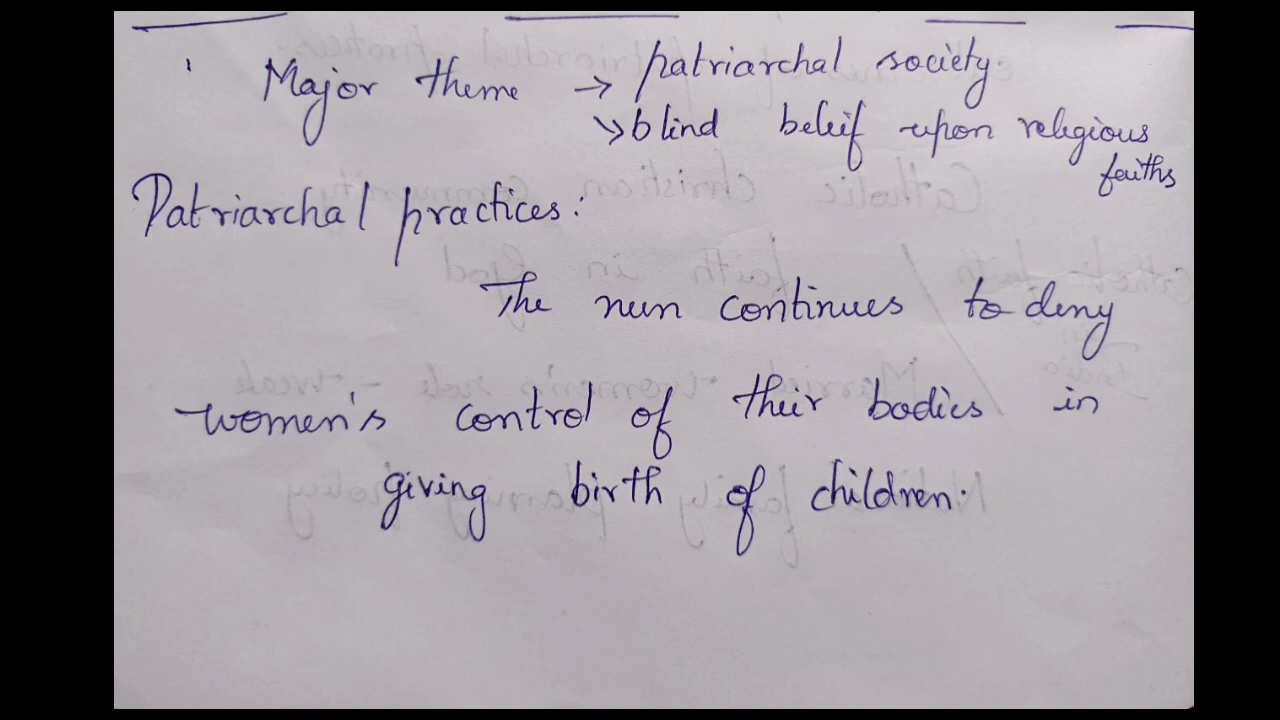 Major theme → patriarchal society
↘ blind beleif upon religious
faiths
Patriarchal practices:
The nun continues to deny
women's control of their bodies in
giving birth of children.